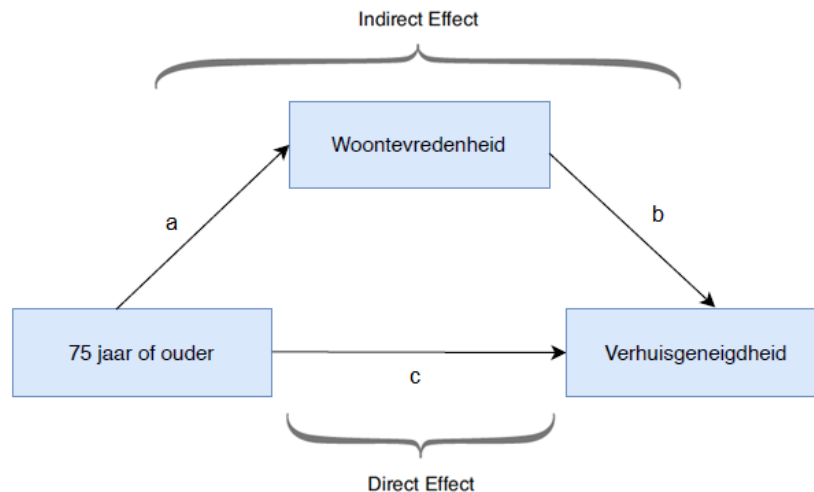 Indirect Effect
Woontevredenheid
a
b
75 jaar of ouder
Verhuisgeneigdheid
c
Direct Effect